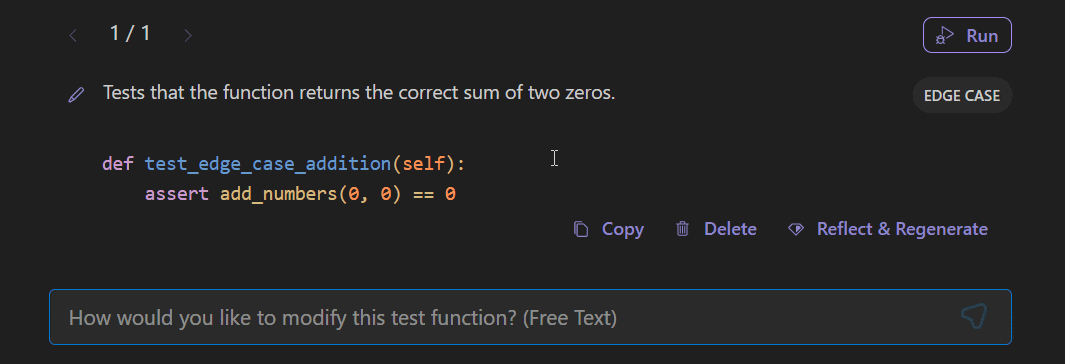 1 / 1
Run
Tests that the function returns the correct sum of two zeros.
EDGE CASE
def test_edge_case_addition(self):
    assert add_numbers(0, 0) == 0
Copy Delete Reflect & Regenerate
How would you like to modify this test function? (Free Text)